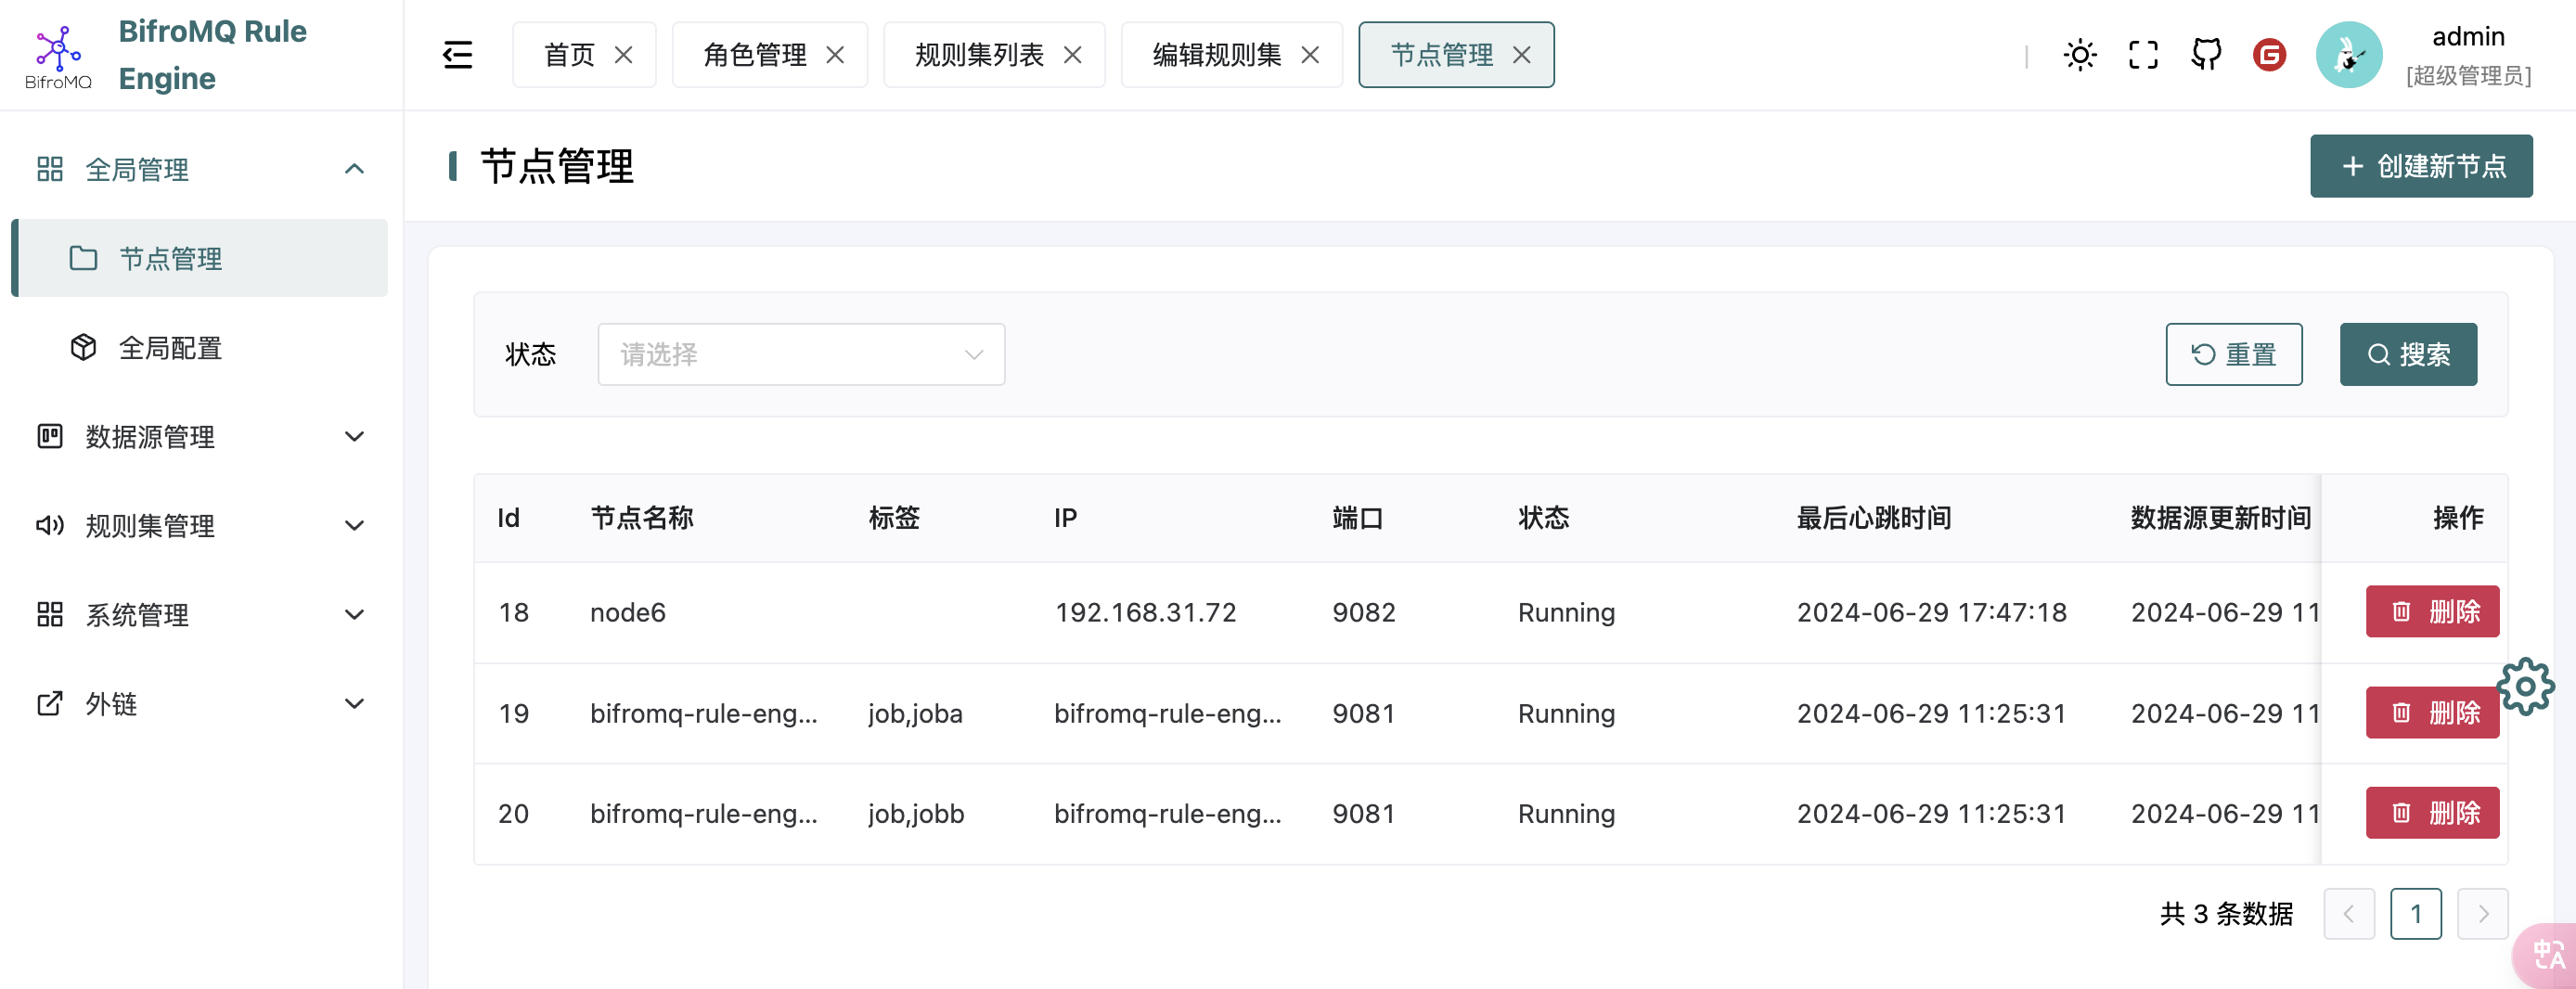 BifroMQ
BifroMQ Rule
Engine
首页
角色管理
规则集列表
编辑规则集
节点管理
admin
[超级管理员]
全局管理
节点管理
全局配置
数据源管理
规则集管理
系统管理
外链
节点管理
创建新节点
状态
请选择
重置
搜索
Id 节点名称 标签 IP 端口 状态 最后心跳时间 数据源更新时间 操作
18 node6 192.168.31.72 9082 Running 2024-06-29 17:47:18 2024-06-29 11 删除
19 bifromq-rule-eng... job,joba bifromq-rule-eng... 9081 Running 2024-06-29 11:25:31 2024-06-29 11 删除
20 bifromq-rule-eng... job,jobb bifromq-rule-eng... 9081 Running 2024-06-29 11:25:31 2024-06-29 11 删除
共 3 条数据
1
中A